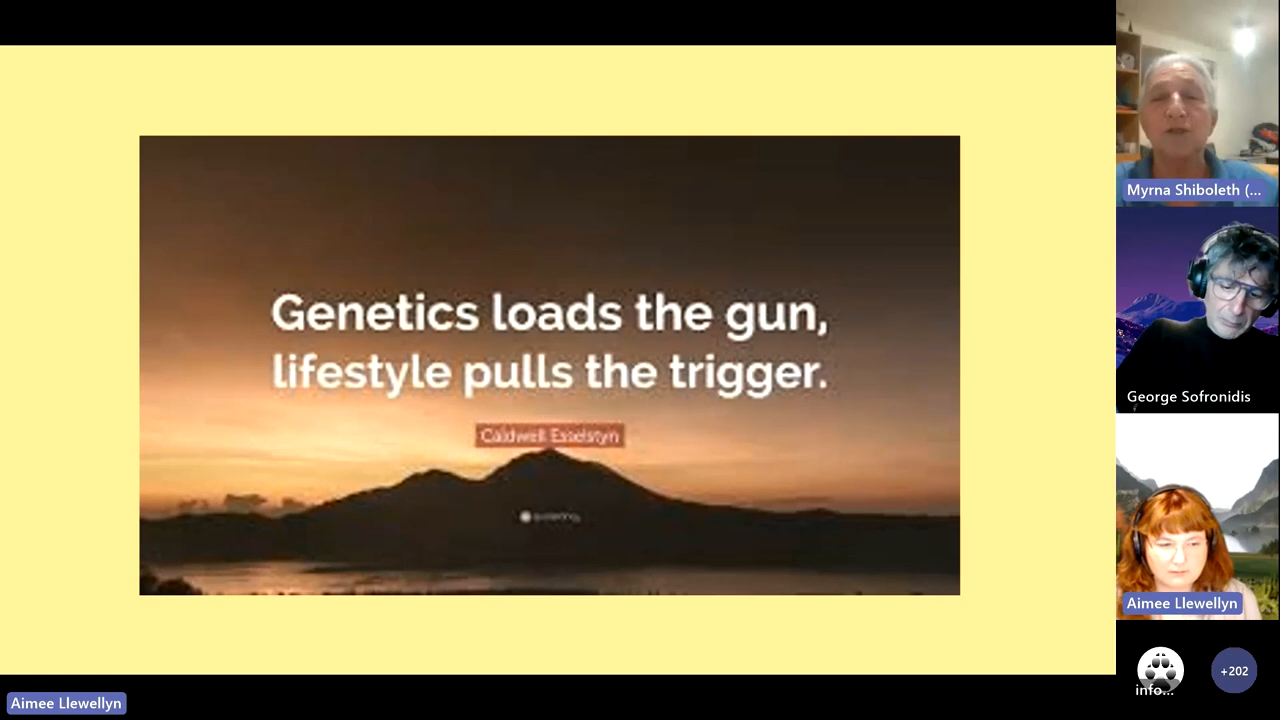 Genetics loads the gun,
lifestyle pulls the trigger.
Caldwell Esselstyn
Myrna Shiboleth (...
George Sofronidis
Aimee Llewellyn
info...
+202
Aimee Llewellyn